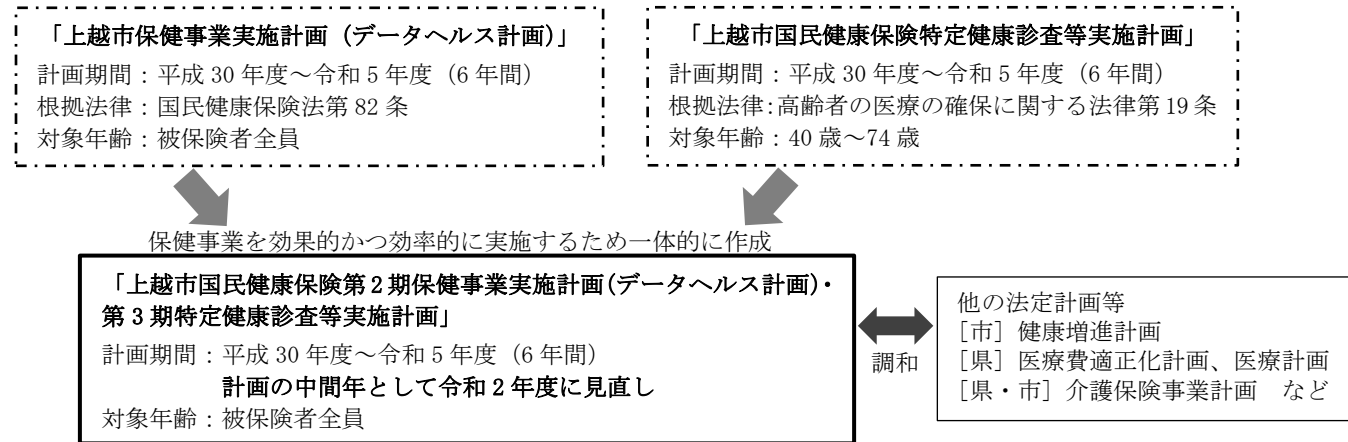 「上越市保健事業実施計画（データヘルス計画）」
計画期間：平成 30 年度～令和 5 年度（6 年間）
根拠法律：国民健康保険法第 82 条
対象年齢：被保険者全員
「上越市国民健康保険特定健康診査等実施計画」
計画期間：平成 30 年度～令和 5 年度（6 年間）
根拠法律：高齢者の医療の確保に関する法律第 19 条
対象年齢：40 歳～74 歳
保健事業を効果的かつ効率的に実施するため一体的に作成
「上越市国民健康保険第 2 期保健事業実施計画（データヘルス計画）・
第 3 期特定健康診査等実施計画」
計画期間：平成 30 年度～令和 5 年度（6 年間）
計画の中間年として令和 2 年度に見直し
対象年齢：被保険者全員
調和
他の法定計画等
［市］健康増進計画
［県］医療費適正化計画、医療計画
［県・市］介護保険事業計画　など